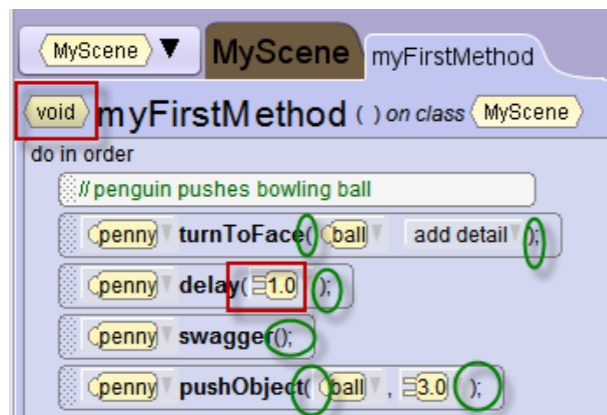 MyScene ▼ MyScene myFirstMethod
void myFirstMethod ( ) on class MyScene
do in order
// penguin pushes bowling ball
penny turnToFace( ball add detail );
penny delay( 1.0 );
penny swagger();
penny pushObject( ball , 3.0 );